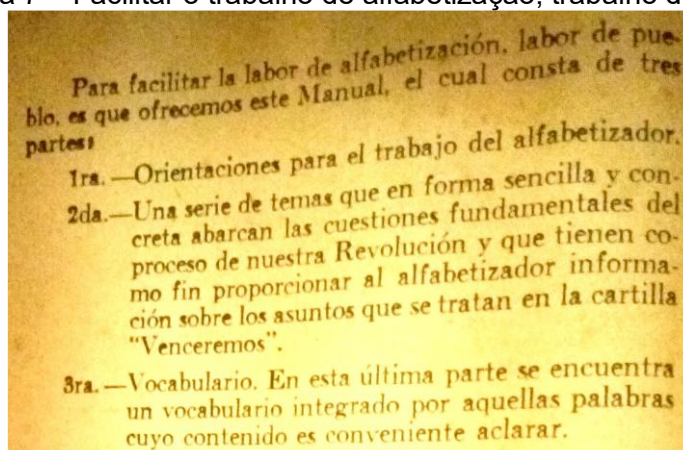 Facilitar o trabalho de alfabetização, trabalho d
Para facilitar la labor de alfabetización, labor de pue-
blo, es que ofrecemos este Manual, el cual consta de tres
partes:
1ra.—Orientaciones para el trabajo del alfabetizador.
2da.—Una serie de temas que en forma sencilla y con-
creta abarcan las cuestiones fundamentales del
proceso de nuestra Revolución y que tienen co-
mo fin proporcionar al alfabetizador informa-
ción sobre los asuntos que se tratan en la cartilla
"Venceremos".
3ra.—Vocabulario. En esta última parte se encuentra
un vocabulario integrado por aquellas palabras
cuyo contenido es conveniente aclarar.